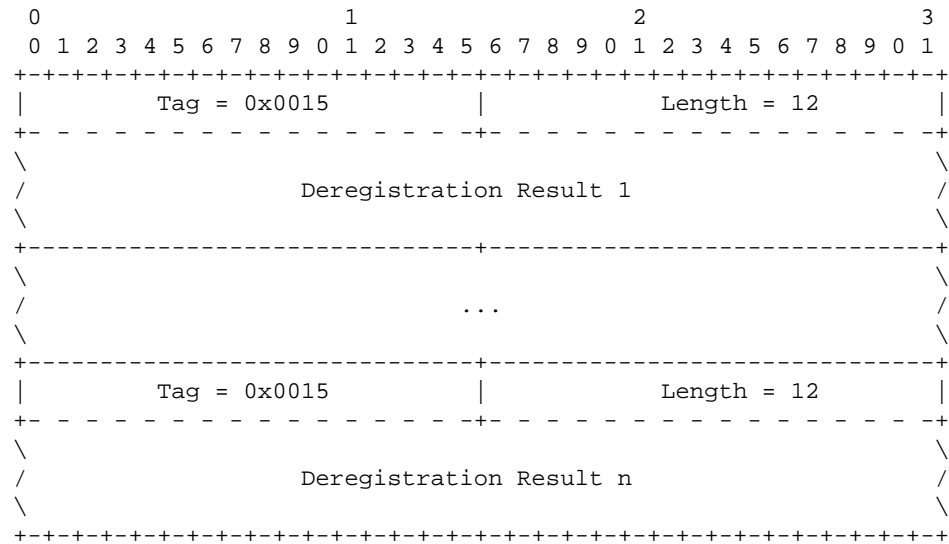 0                   1                   2                   3
 0 1 2 3 4 5 6 7 8 9 0 1 2 3 4 5 6 7 8 9 0 1 2 3 4 5 6 7 8 9 0 1
+-+-+-+-+-+-+-+-+-+-+-+-+-+-+-+-+-+-+-+-+-+-+-+-+-+-+-+-+-+-+-+-+
|         Tag = 0x0015          |            Length = 12        |
+- - - - - - - - - - - - - - - -+- - - - - - - - - - - - - - - -+
\                                                               \
/                   Deregistration Result 1                     /
\                                                               \
+-------------------------------+-------------------------------+
\                                                               \
/                              ...                              /
\                                                               \
+-------------------------------+-------------------------------+
|         Tag = 0x0015          |            Length = 12        |
+- - - - - - - - - - - - - - - -+- - - - - - - - - - - - - - - -+
\                                                               \
/                   Deregistration Result n                     /
\                                                               \
+-+-+-+-+-+-+-+-+-+-+-+-+-+-+-+-+-+-+-+-+-+-+-+-+-+-+-+-+-+-+-+-+